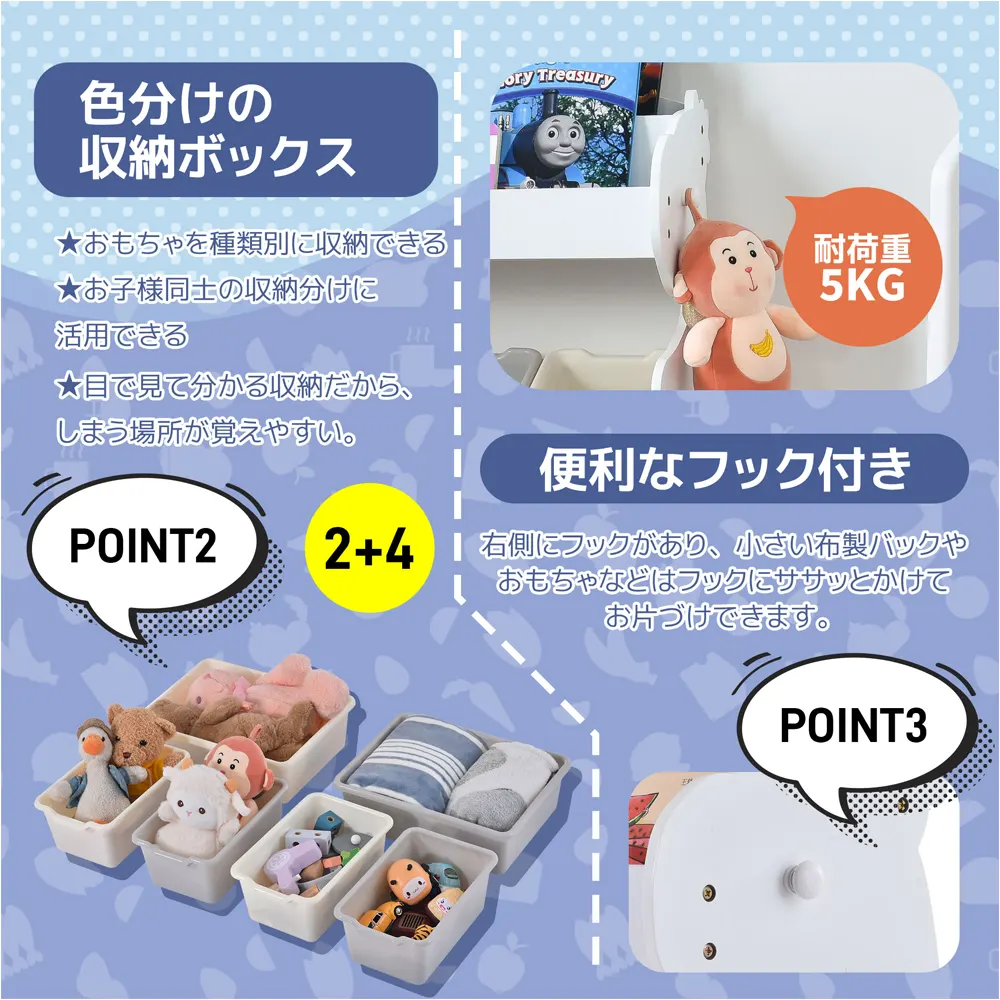 色分けの
収納ボックス
★おもちゃを種類別に収納できる
★お子様同士の収納分けに
活用できる
★目で見て分かる収納だから、
しまう場所が覚えやすい。
POINT2
2+4
ory Treasury
耐荷重
5KG
便利なフック付き
右側にフックがあり、小さい布製バックや
おもちゃなどはフックにササッとかけて
お片づけできます。
POINT3